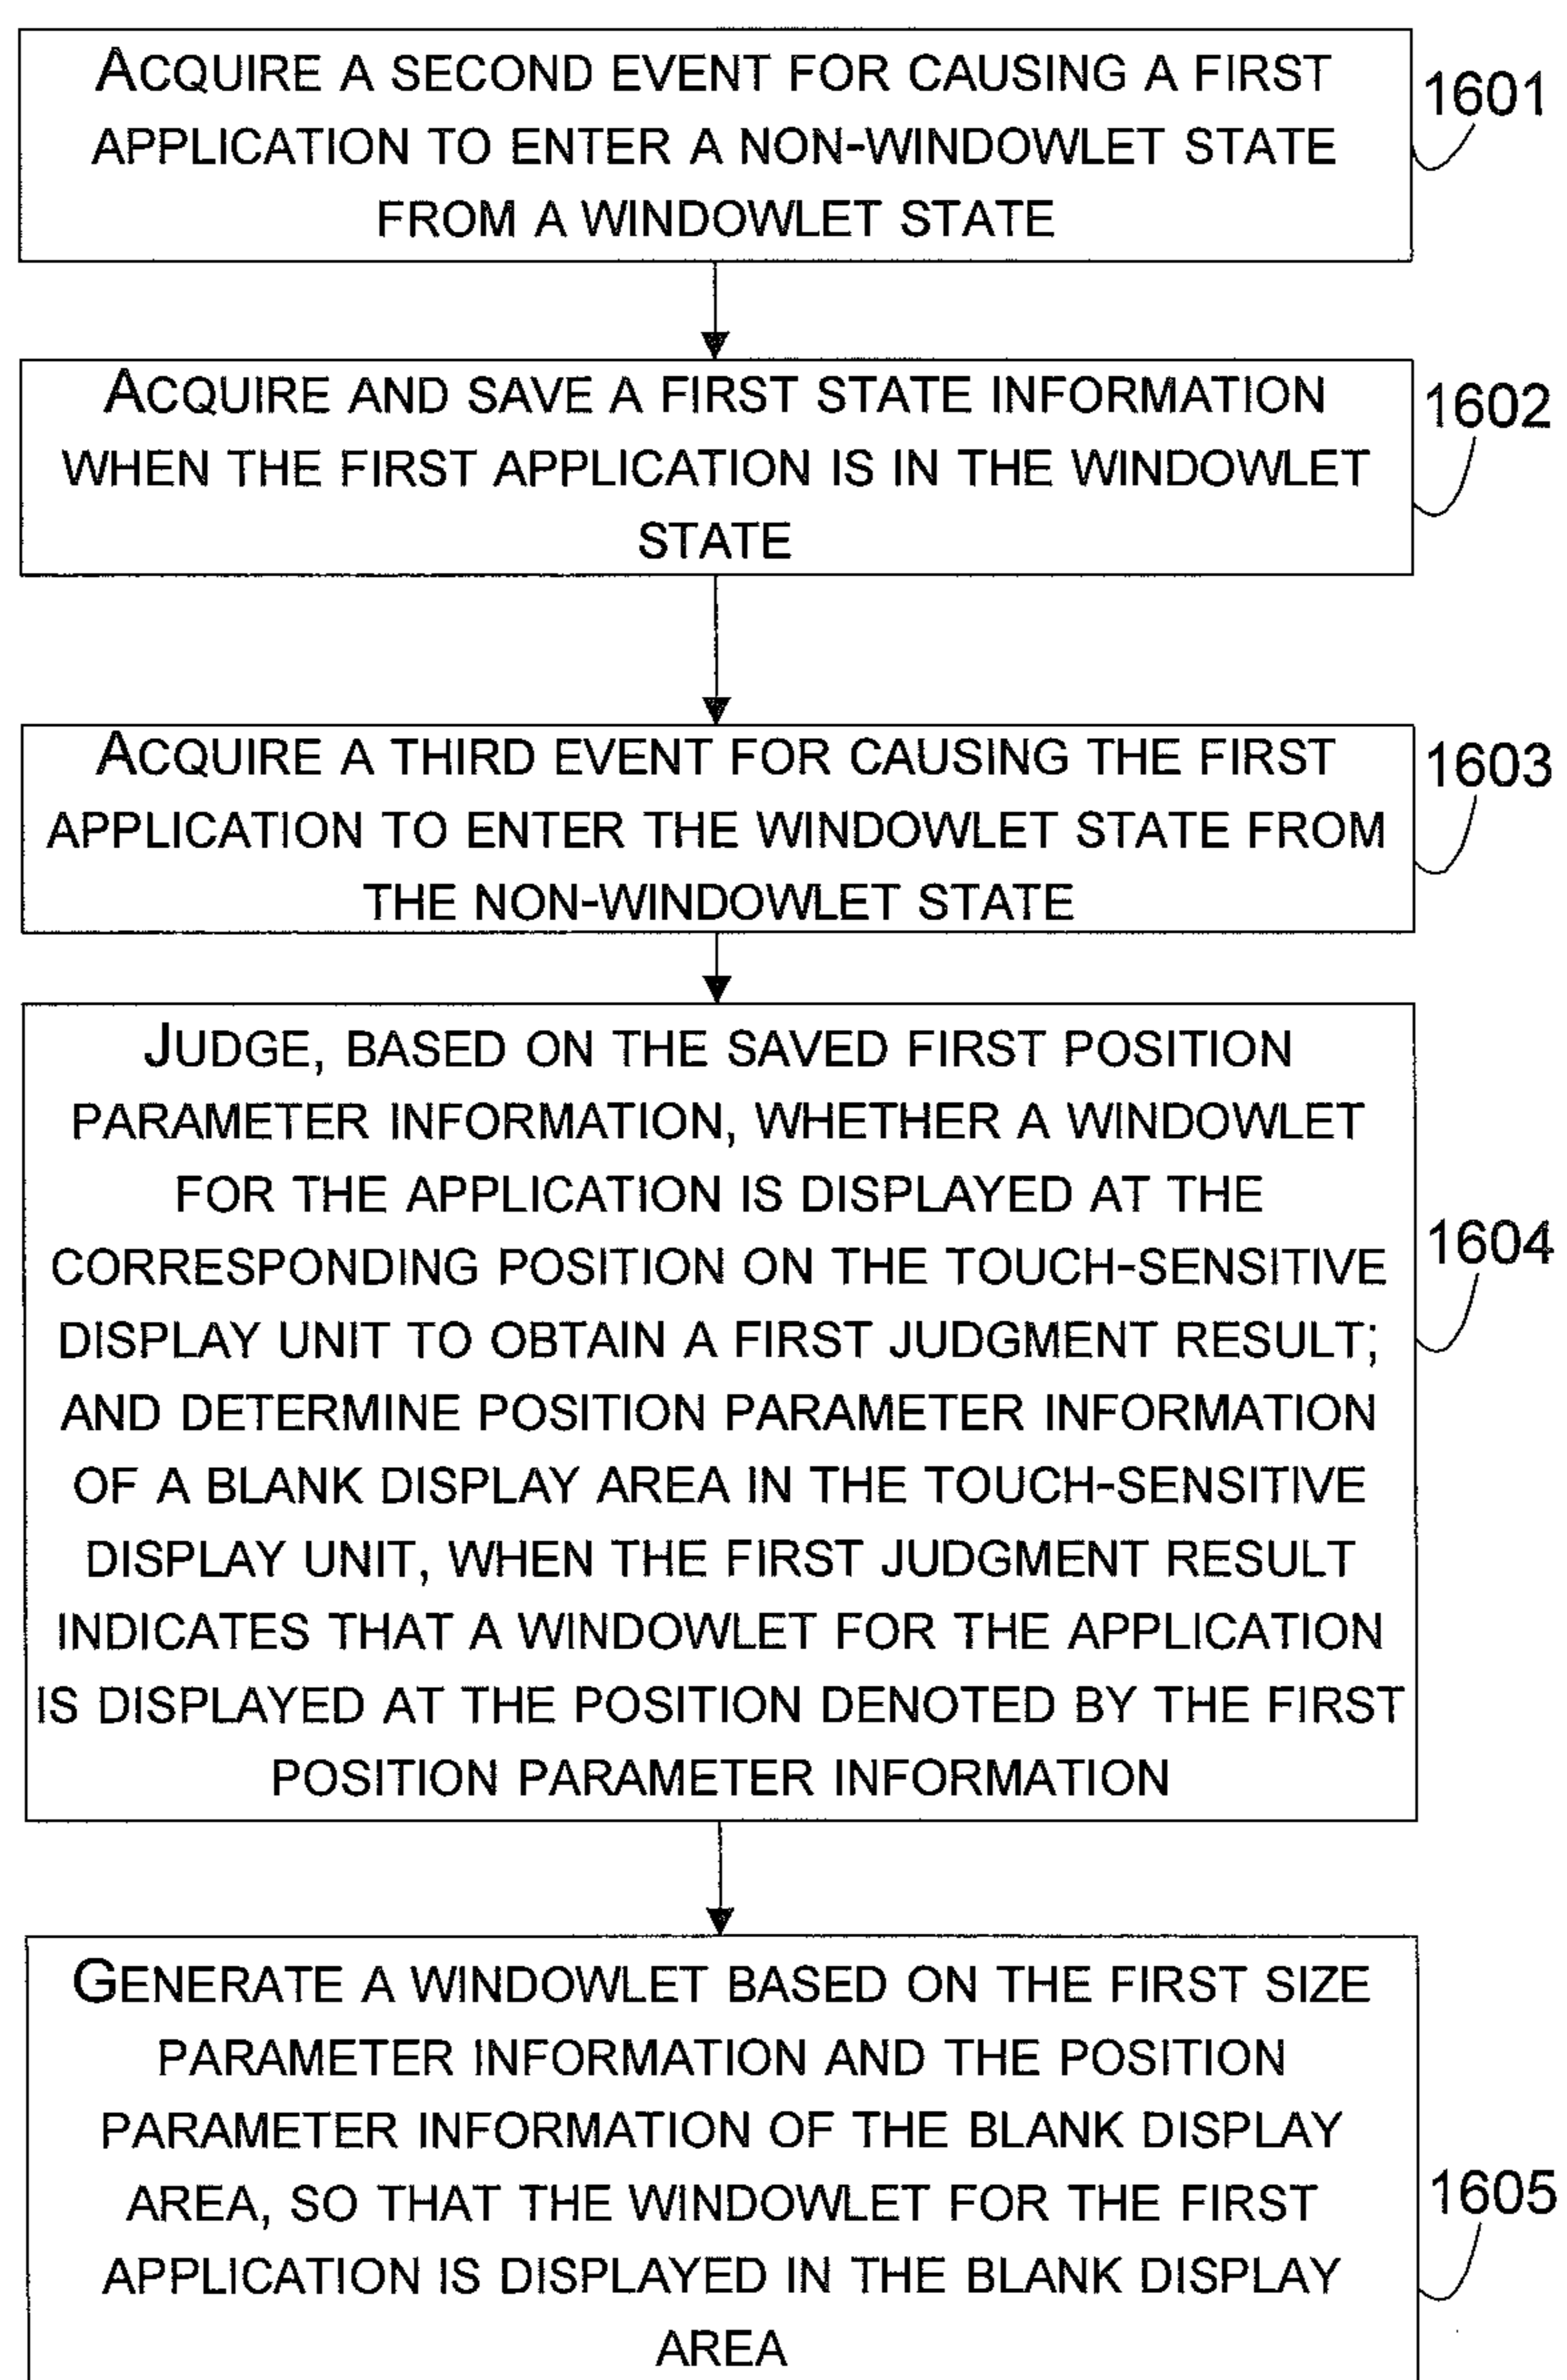 ACQUIRE A SECOND EVENT FOR CAUSING A FIRST
APPLICATION TO ENTER A NON-WINDOWLET STATE
FROM A WINDOWLET STATE
1601
ACQUIRE AND SAVE A FIRST STATE INFORMATION
WHEN THE FIRST APPLICATION IS IN THE WINDOWLET
STATE
1602
ACQUIRE A THIRD EVENT FOR CAUSING THE FIRST
APPLICATION TO ENTER THE WINDOWLET STATE FROM
THE NON-WINDOWLET STATE
1603
JUDGE, BASED ON THE SAVED FIRST POSITION
PARAMETER INFORMATION, WHETHER A WINDOWLET
FOR THE APPLICATION IS DISPLAYED AT THE
CORRESPONDING POSITION ON THE TOUCH-SENSITIVE
DISPLAY UNIT TO OBTAIN A FIRST JUDGMENT RESULT;
AND DETERMINE POSITION PARAMETER INFORMATION
OF A BLANK DISPLAY AREA IN THE TOUCH-SENSITIVE
DISPLAY UNIT, WHEN THE FIRST JUDGMENT RESULT
INDICATES THAT A WINDOWLET FOR THE APPLICATION
IS DISPLAYED AT THE POSITION DENOTED BY THE FIRST
POSITION PARAMETER INFORMATION
1604
GENERATE A WINDOWLET BASED ON THE FIRST SIZE
PARAMETER INFORMATION AND THE POSITION
PARAMETER INFORMATION OF THE BLANK DISPLAY
AREA, SO THAT THE WINDOWLET FOR THE FIRST
APPLICATION IS DISPLAYED IN THE BLANK DISPLAY
AREA
1605